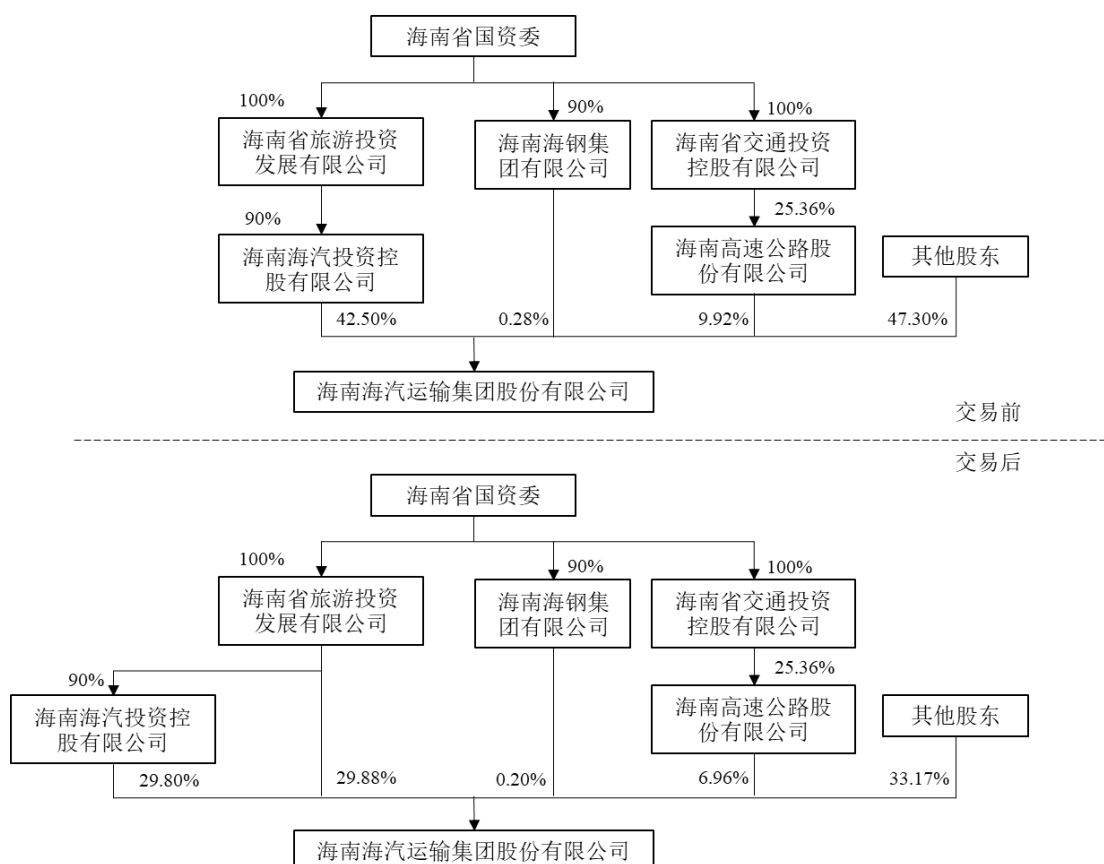 海南省国资委
100%
90%
100%
海南省旅游投资
发展有限公司
海南海钢集
团有限公司
海南省交通投资
控股有限公司
90%
25.36%
海南海汽投资控
股有限公司
海南高速公路股
份有限公司
其他股东
42.50%
0.28%
9.92%
47.30%
海南海汽运输集团股份有限公司
交易前
交易后
海南省国资委
100%
90%
100%
海南省旅游投资
发展有限公司
海南海钢集
团有限公司
海南省交通投资
控股有限公司
90%
25.36%
海南海汽投资控
股有限公司
海南高速公路股
份有限公司
其他股东
29.80%
29.88%
0.20%
6.96%
33.17%
海南海汽运输集团股份有限公司